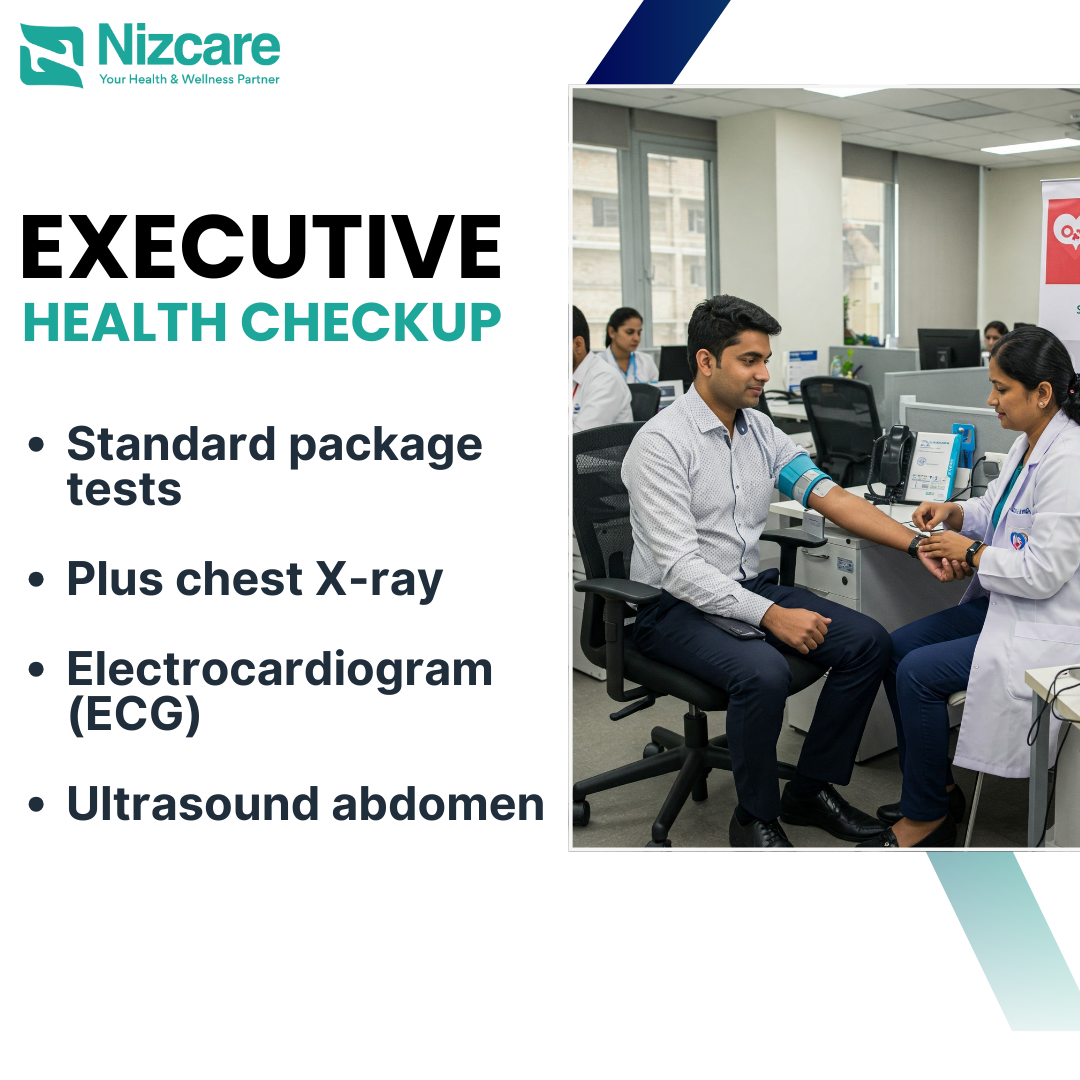 Nizcare
Your Health & Wellness Partner
EXECUTIVE
HEALTH CHECKUP
• Standard package
tests
• Plus chest X-ray
• Electrocardiogram
(ECG)
• Ultrasound abdomen